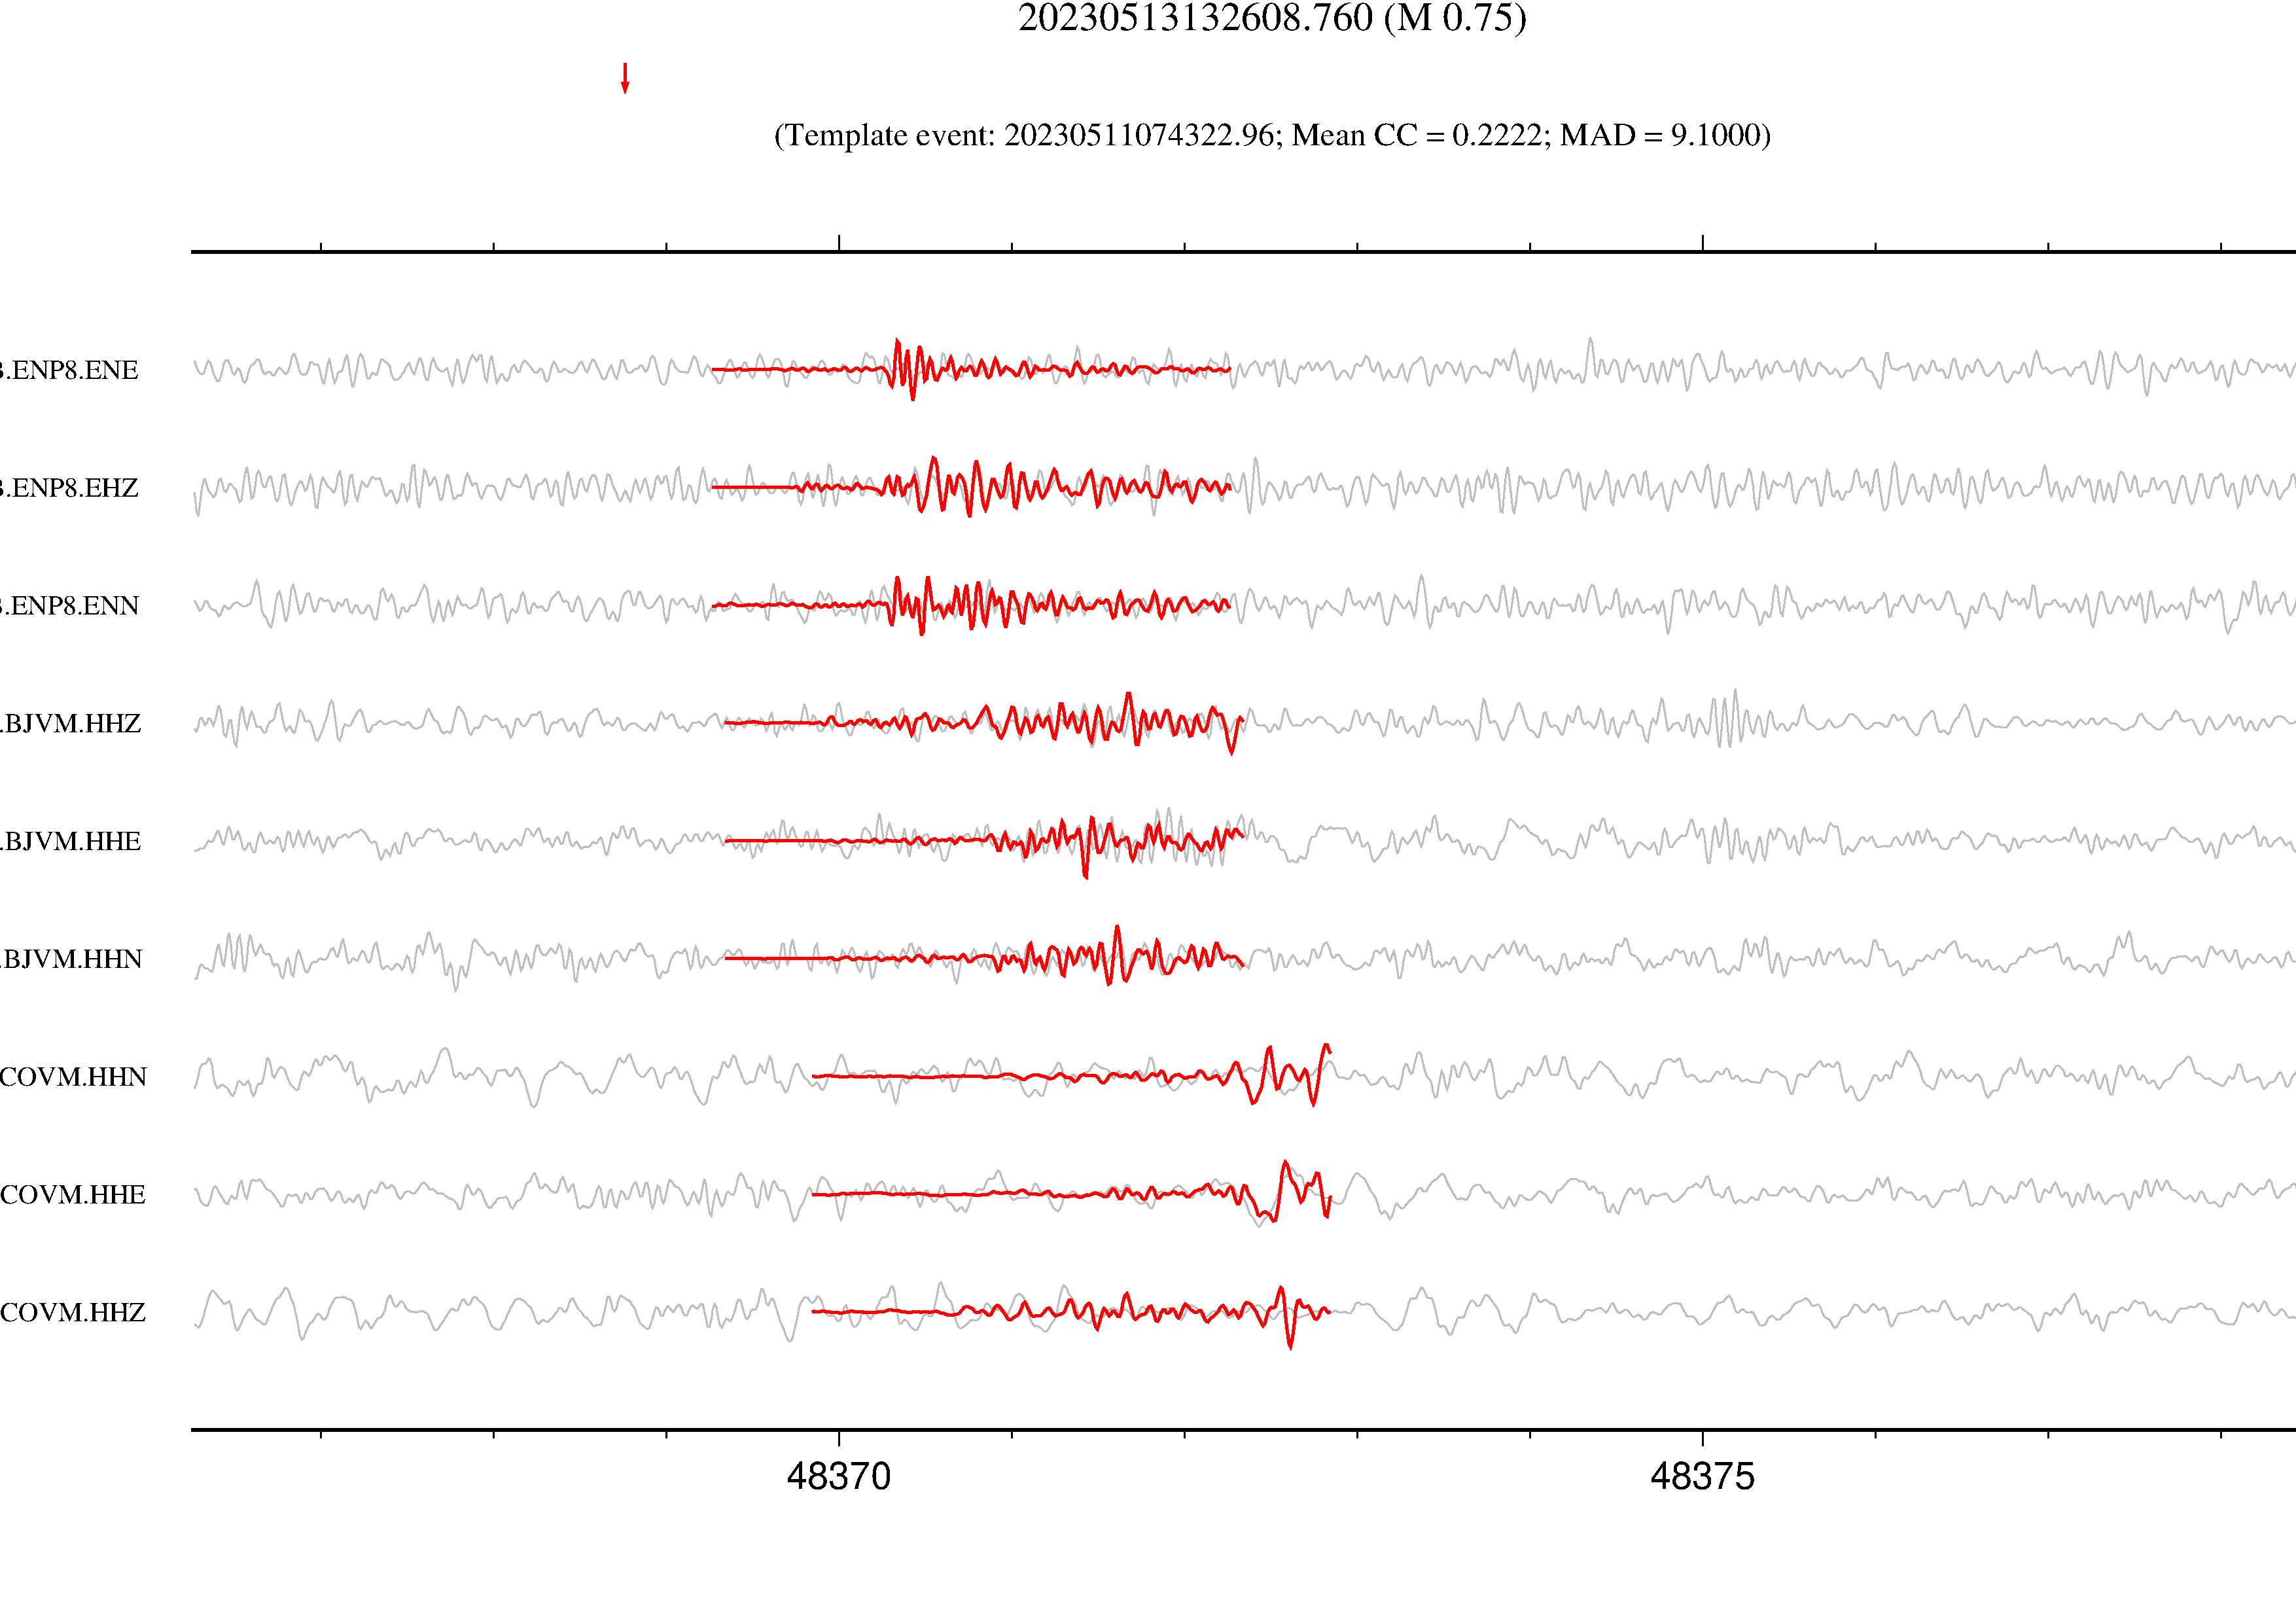 20230513132608.760 (M 0.75)
(Template event: 20230511074322.96; Mean CC = 0.2222; MAD = 9.1000)
.ENP8.ENE
.ENP8.EHZ
.ENP8.ENN
.BJVM.HHZ
.BJVM.HHE
.BJVM.HHN
COVM.HHN
COVM.HHE
COVM.HHZ
48370 48375